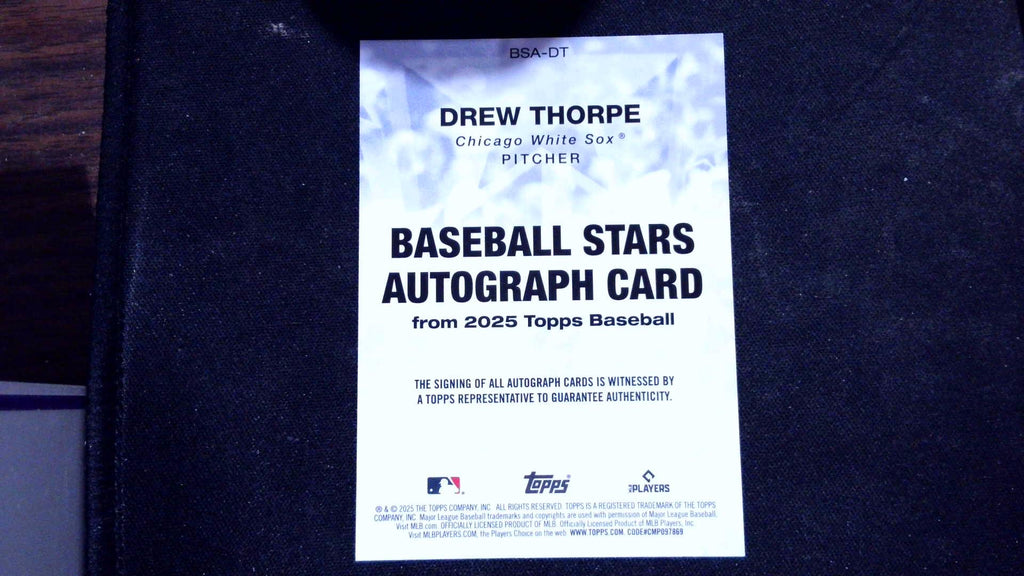 BSA-DT
DREW THORPE
Chicago White Sox®
PITCHER
BASEBALL STARS
AUTOGRAPH CARD
from 2025 Topps Baseball
THE SIGNING OF ALL AUTOGRAPH CARDS IS WITNESSED BY
A TOPPS REPRESENTATIVE TO GUARANTEE AUTHENTICITY.
Topps® PLAYERS
® & © 2025 THE TOPPS COMPANY, INC. ALL RIGHTS RESERVED. TOPPS IS A REGISTERED TRADEMARK OF THE TOPPS
COMPANY, INC. Major League Baseball trademarks and copyrights are used with permission of Major League Baseball.
Visit MLB.com. OFFICIALLY LICENSED PRODUCT OF MLB. Officially Licensed Product of MLB Players, Inc.
Visit MLBPLAYERS.COM, the Players Choice on the web. WWW.TOPPS.COM. CODE#CMP097869